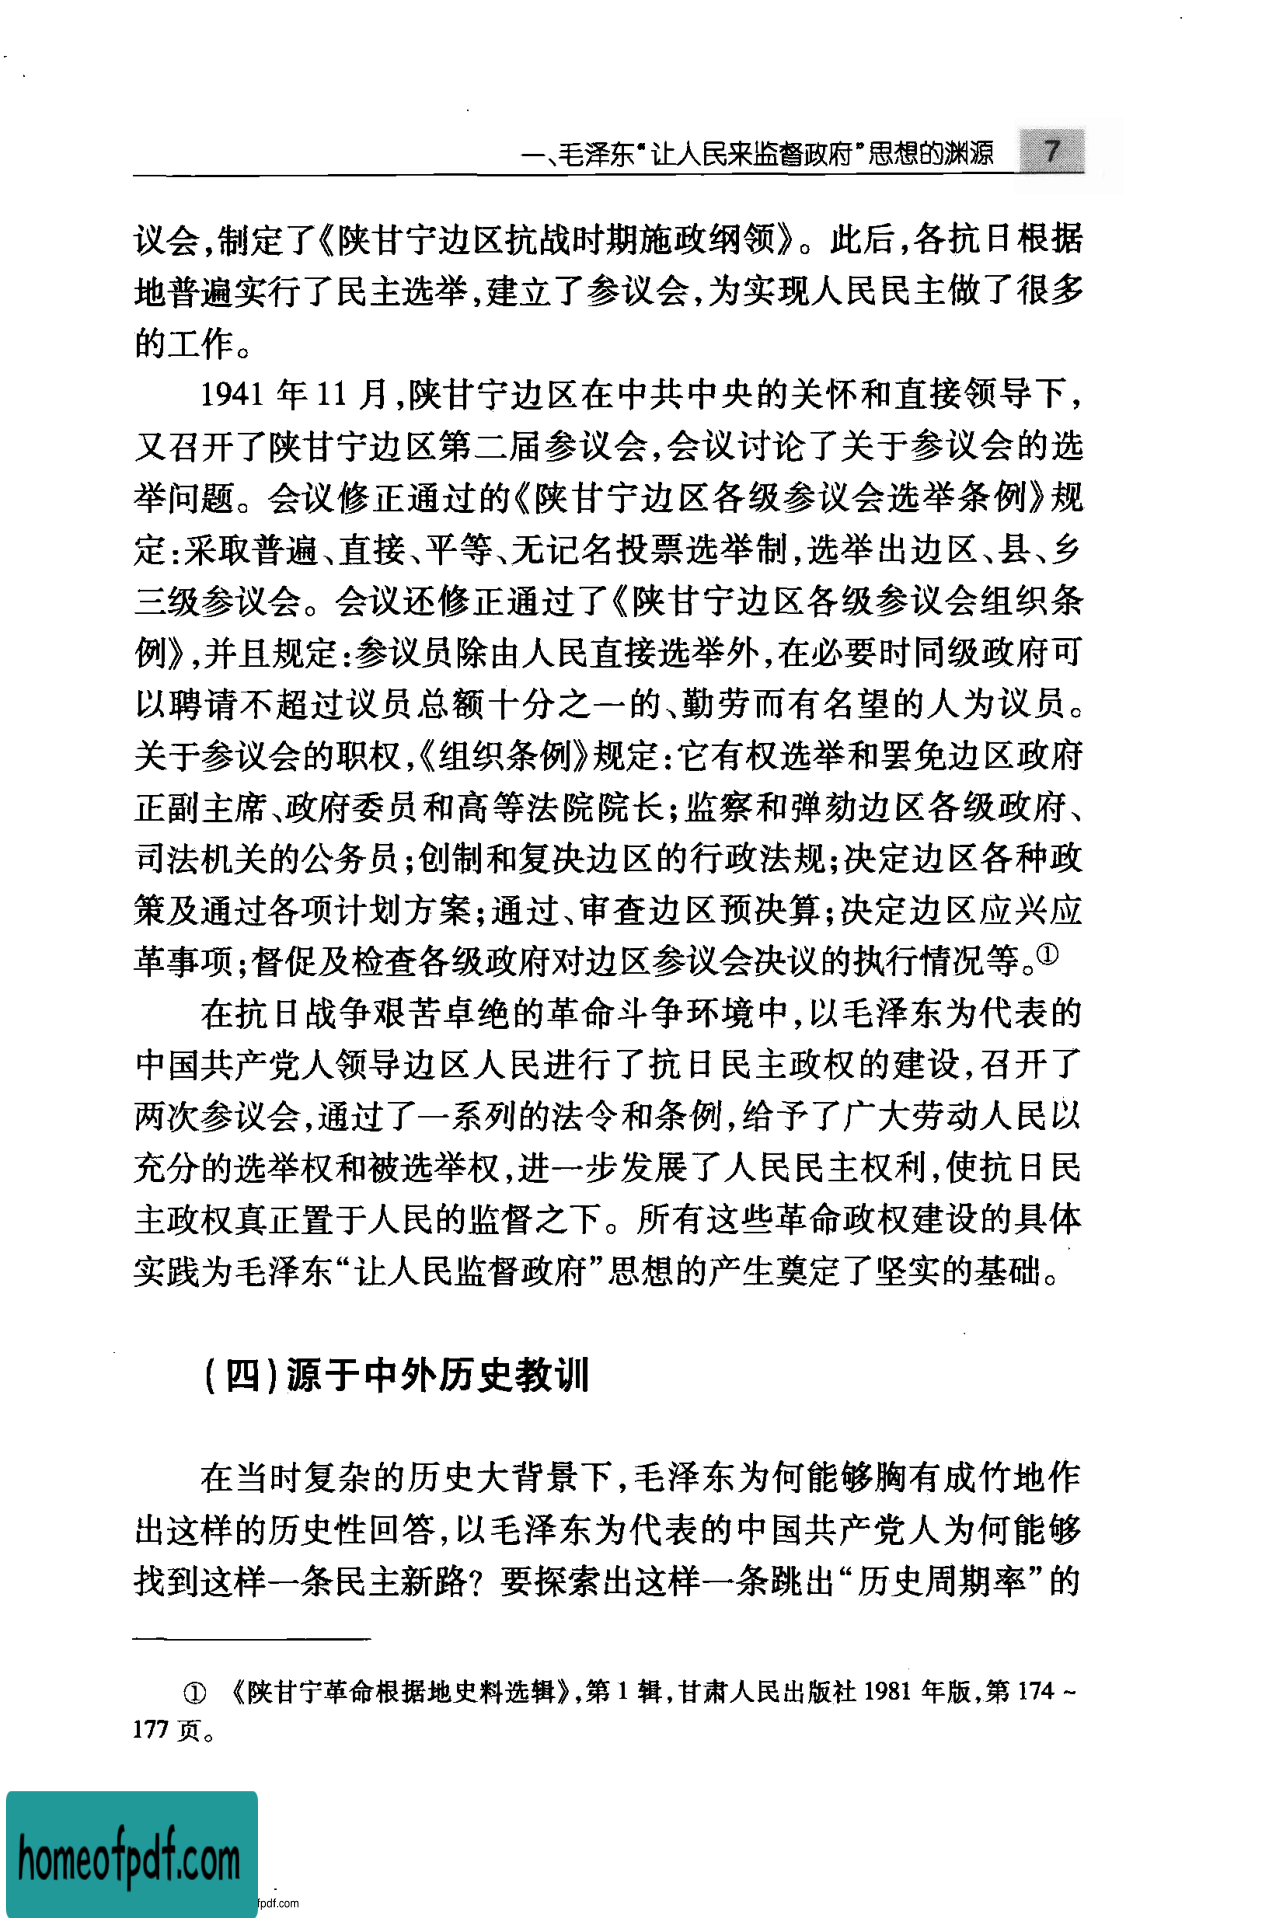 一、毛泽东“让人民来监督政府”思想的渊源 7
议会,制定了《陕甘宁边区抗战时期施政纲领》。此后,各抗日根据
地普遍实行了民主选举,建立了参议会,为实现人民民主做了很多
的工作。
1941 年 11 月,陕甘宁边区在中共中央的关怀和直接领导下,
又召开了陕甘宁边区第二届参议会,会议讨论了关于参议会的选
举问题。会议修正通过的《陕甘宁边区各级参议会选举条例》规
定:采取普遍、直接、平等、无记名投票选举制,选举出边区、县、乡
三级参议会。会议还修正通过了《陕甘宁边区各级参议会组织条
例》,并且规定:参议员除由人民直接选举外,在必要时同级政府可
以聘请不超过议员总额十分之一的、勤劳而有名望的人为议员。
关于参议会的职权,《组织条例》规定:它有权选举和罢免边区政府
正副主席、政府委员和高等法院院长;监察和弹劾边区各级政府、
司法机关的公务员;创制和复决边区的行政法规;决定边区各种政
策及通过各项计划方案;通过、审查边区预决算;决定边区应兴应
革事项;督促及检查各级政府对边区参议会决议的执行情况等。①
在抗日战争艰苦卓绝的革命斗争环境中,以毛泽东为代表的
中国共产党人领导边区人民进行了抗日民主政权的建设,召开了
两次参议会,通过了一系列的法令和条例,给予了广大劳动人民以
充分的选举权和被选举权,进一步发展了人民民主权利,使抗日民
主政权真正置于人民的监督之下。所有这些革命政权建设的具体
实践为毛泽东“让人民监督政府”思想的产生奠定了坚实的基础。
(四)源于中外历史教训
在当时复杂的历史大背景下,毛泽东为何能够胸有成竹地作
出这样的历史性回答,以毛泽东为代表的中国共产党人为何能够
找到这样一条民主新路? 要探索出这样一条跳出“历史周期率”的
① 《陕甘宁革命根据地史料选辑》,第 1 辑,甘肃人民出版社 1981 年版,第 174 ~
177 页。
homeofpdf.com
fpdf.com